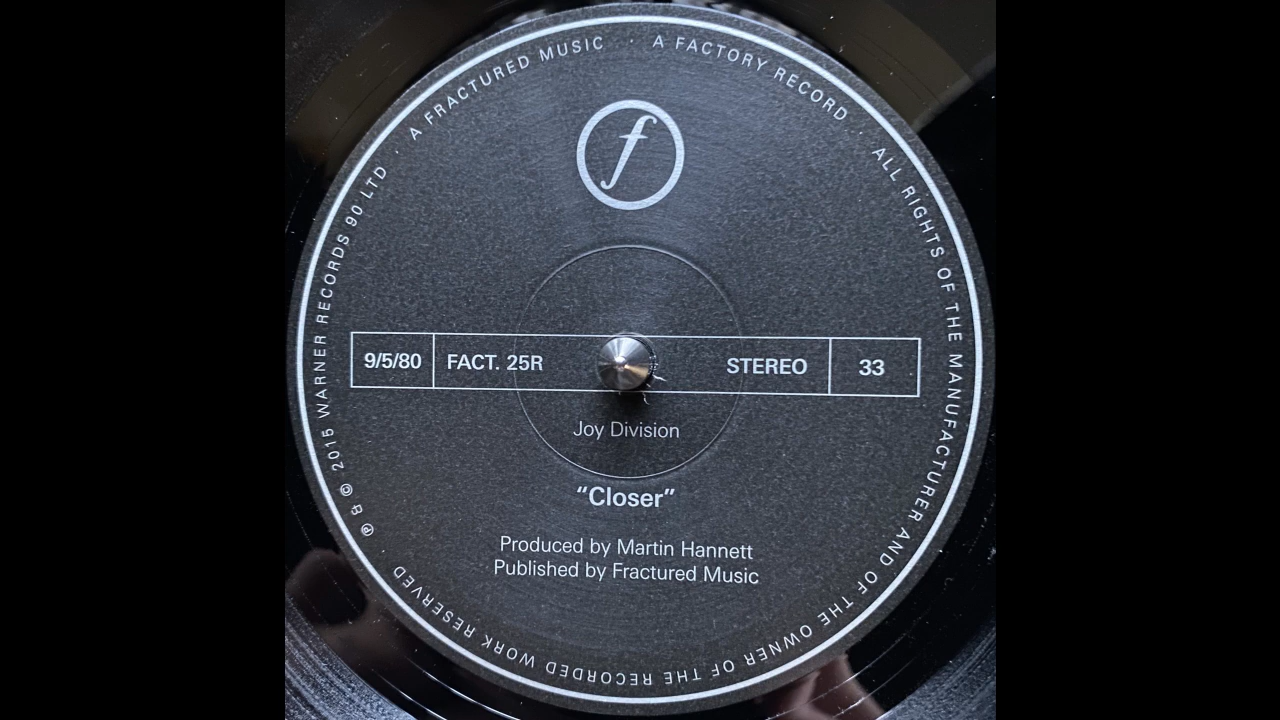 ℗ & © 2015 WARNER RECORDS 90 LTD · A FRACTURED MUSIC · A FACTORY RECORD · ALL RIGHTS OF THE MANUFACTURER AND OF THE OWNER OF THE RECORDED WORK RESERVED
f
9/5/80 FACT. 25R STEREO 33
Joy Division
“Closer”
Produced by Martin Hannett
Published by Fractured Music